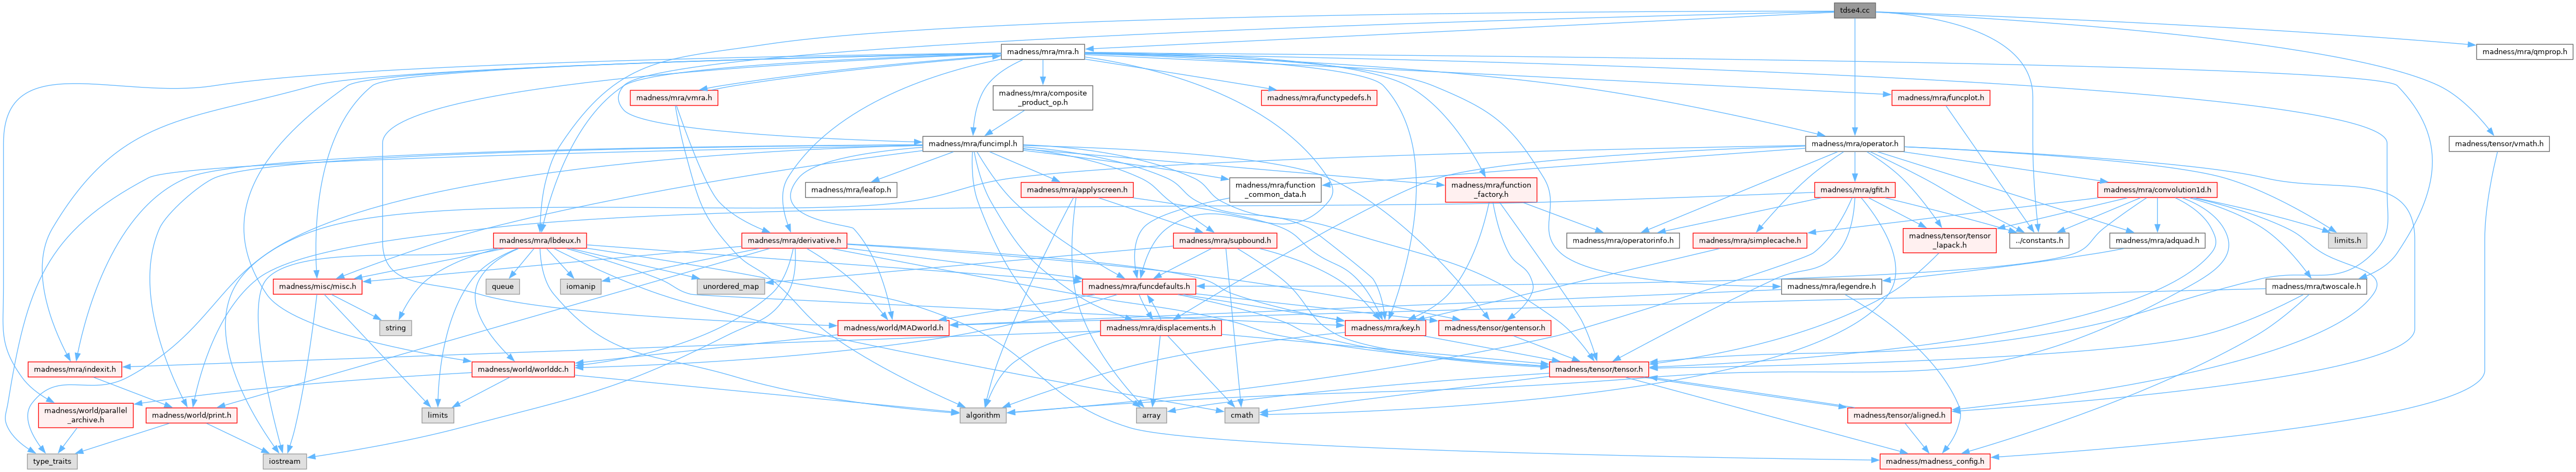 tdse4.cc
madness/mra/mra.h
madness/mra/qmprop.h
madness/mra/vmra.h
madness/mra/composite
_product_op.h
madness/mra/functypedefs.h
madness/mra/funcplot.h
madness/mra/funcimpl.h
madness/mra/operator.h
madness/tensor/vmath.h
madness/mra/leafop.h
madness/mra/applyscreen.h
madness/mra/function
_common_data.h
madness/mra/function
_factory.h
madness/mra/gfit.h
madness/mra/convolution1d.h
madness/mra/lbdeux.h
madness/mra/derivative.h
madness/mra/supbound.h
madness/mra/operatorinfo.h
madness/mra/simplecache.h
madness/tensor/tensor
_lapack.h
../constants.h
madness/mra/adquad.h
limits.h
madness/misc/misc.h
queue
iomanip
unordered_map
madness/mra/funcdefaults.h
madness/mra/legendre.h
madness/mra/twoscale.h
string
madness/world/MADworld.h
madness/mra/displacements.h
madness/mra/key.h
madness/tensor/gentensor.h
madness/mra/indexit.h
madness/world/worlddc.h
madness/tensor/tensor.h
madness/world/parallel
_archive.h
madness/world/print.h
limits
algorithm
array
cmath
madness/tensor/aligned.h
type_traits
iostream
madness/madness_config.h